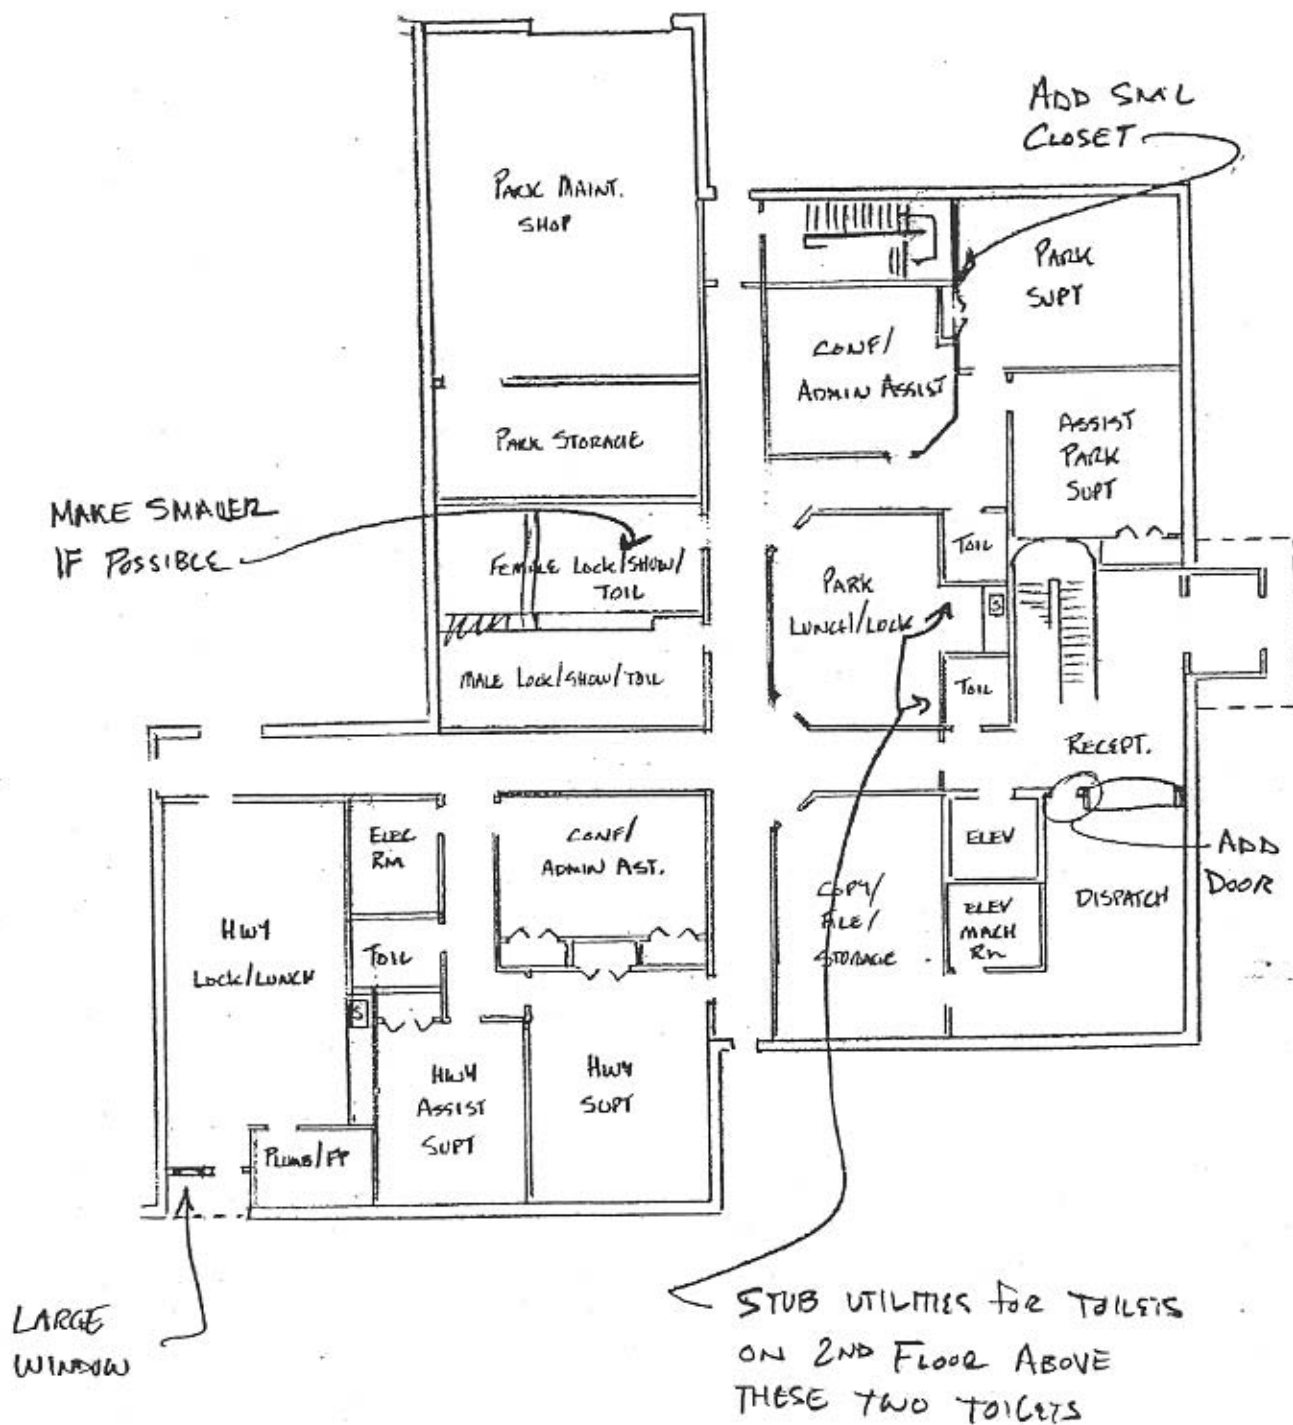 ADD SMAL
CLOSET
PARK MAINT.
SHOP
PARK
SUPT
CONF/
ADMIN ASSIST
PARK STORAGE
ASSIST
PARK
SUPT
MAKE SMALLER
IF POSSIBLE
FEMALE LOCK/SHOW/
TOIL
TOIL
PARK
LUNCH/LOCK
S
MALE LOCK/SHOW/TOIL
TOIL
RECEPT.
ELEC
RM
CONF/
ADMIN AST.
ELEV
ADD
DOOR
COPY/
FILE/
STORAGE
ELEV
MACH
RM
DISPATCH
HWY
LOCK/LUNCH
TOIL
S
HWY
ASSIST
SUPT
HWY
SUPT
PLUMB/FP
LARGE
WINDOW
STUB UTILITIES FOR TOILETS
ON 2ND FLOOR ABOVE
THESE TWO TOILETS